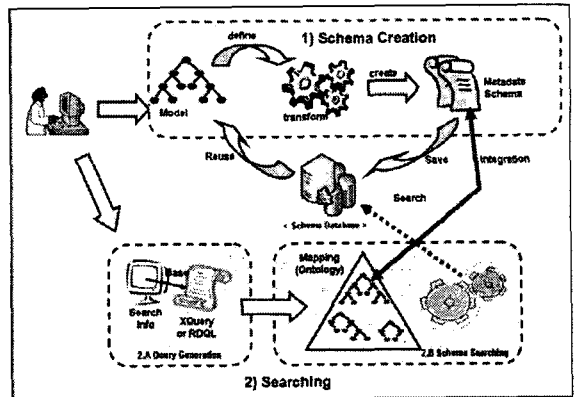 1) Schema Creation
define
create
Model
transform
Metadata
Schema
Reuse
Save
Integration
Search
< Schema Database >
Mapping
(Ontology)
Base
Search
Info
XQuery
or RDQL
2.A Query Generation
2.B Schema Searching
2) Searching